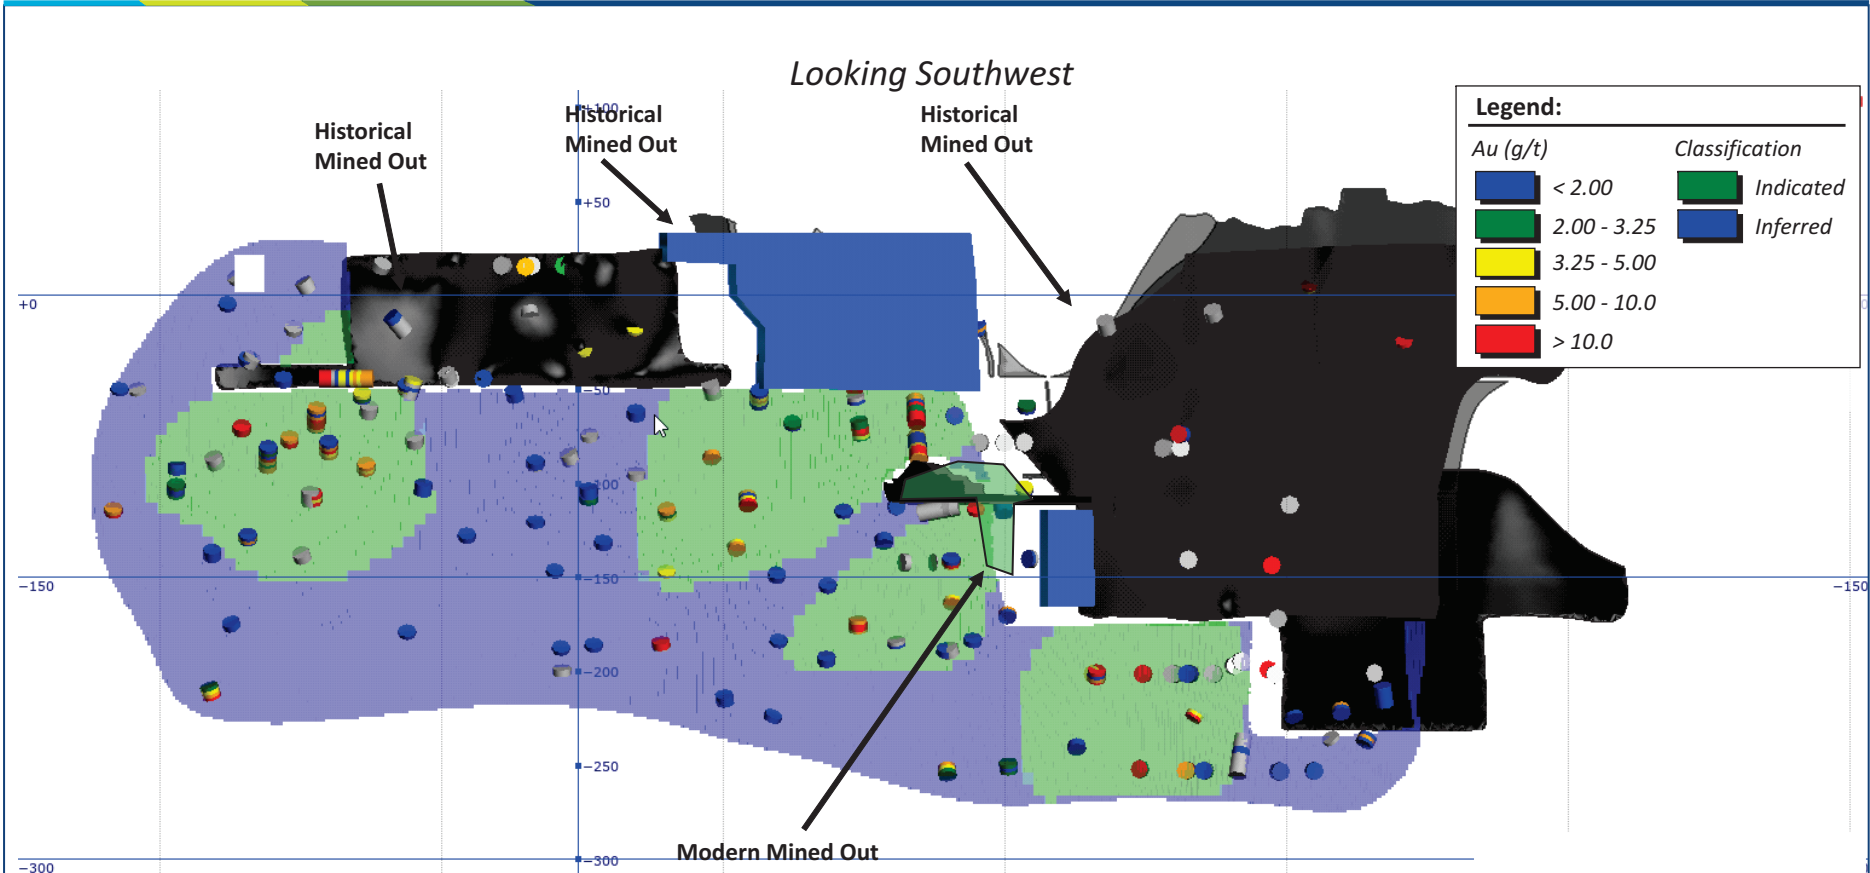 Looking Southwest
Historical
Mined Out
Historical
Mined Out
Historical
Mined Out
Legend:
Au (g/t)
Classification
< 2.00
Indicated
2.00 - 3.25
Inferred
3.25 - 5.00
5.00 - 10.0
> 10.0
+100
+50
+0
0
−50
−100
−150
−150
−150
−200
−250
Modern Mined Out
−300
−300